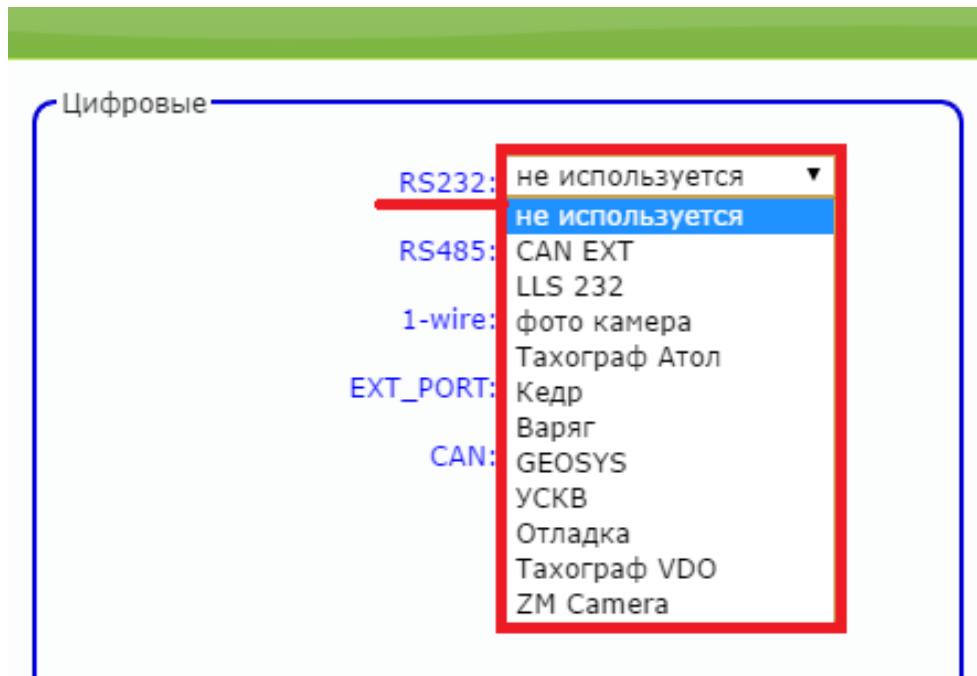 Цифровые
RS232: не используется
не используется
RS485: CAN EXT
LLS 232
1-wire: фото камера
Тахограф Атол
EXT_PORT: Кедр
Варяг
CAN: GEOSYS
УСКВ
Отладка
Тахограф VDO
ZM Camera